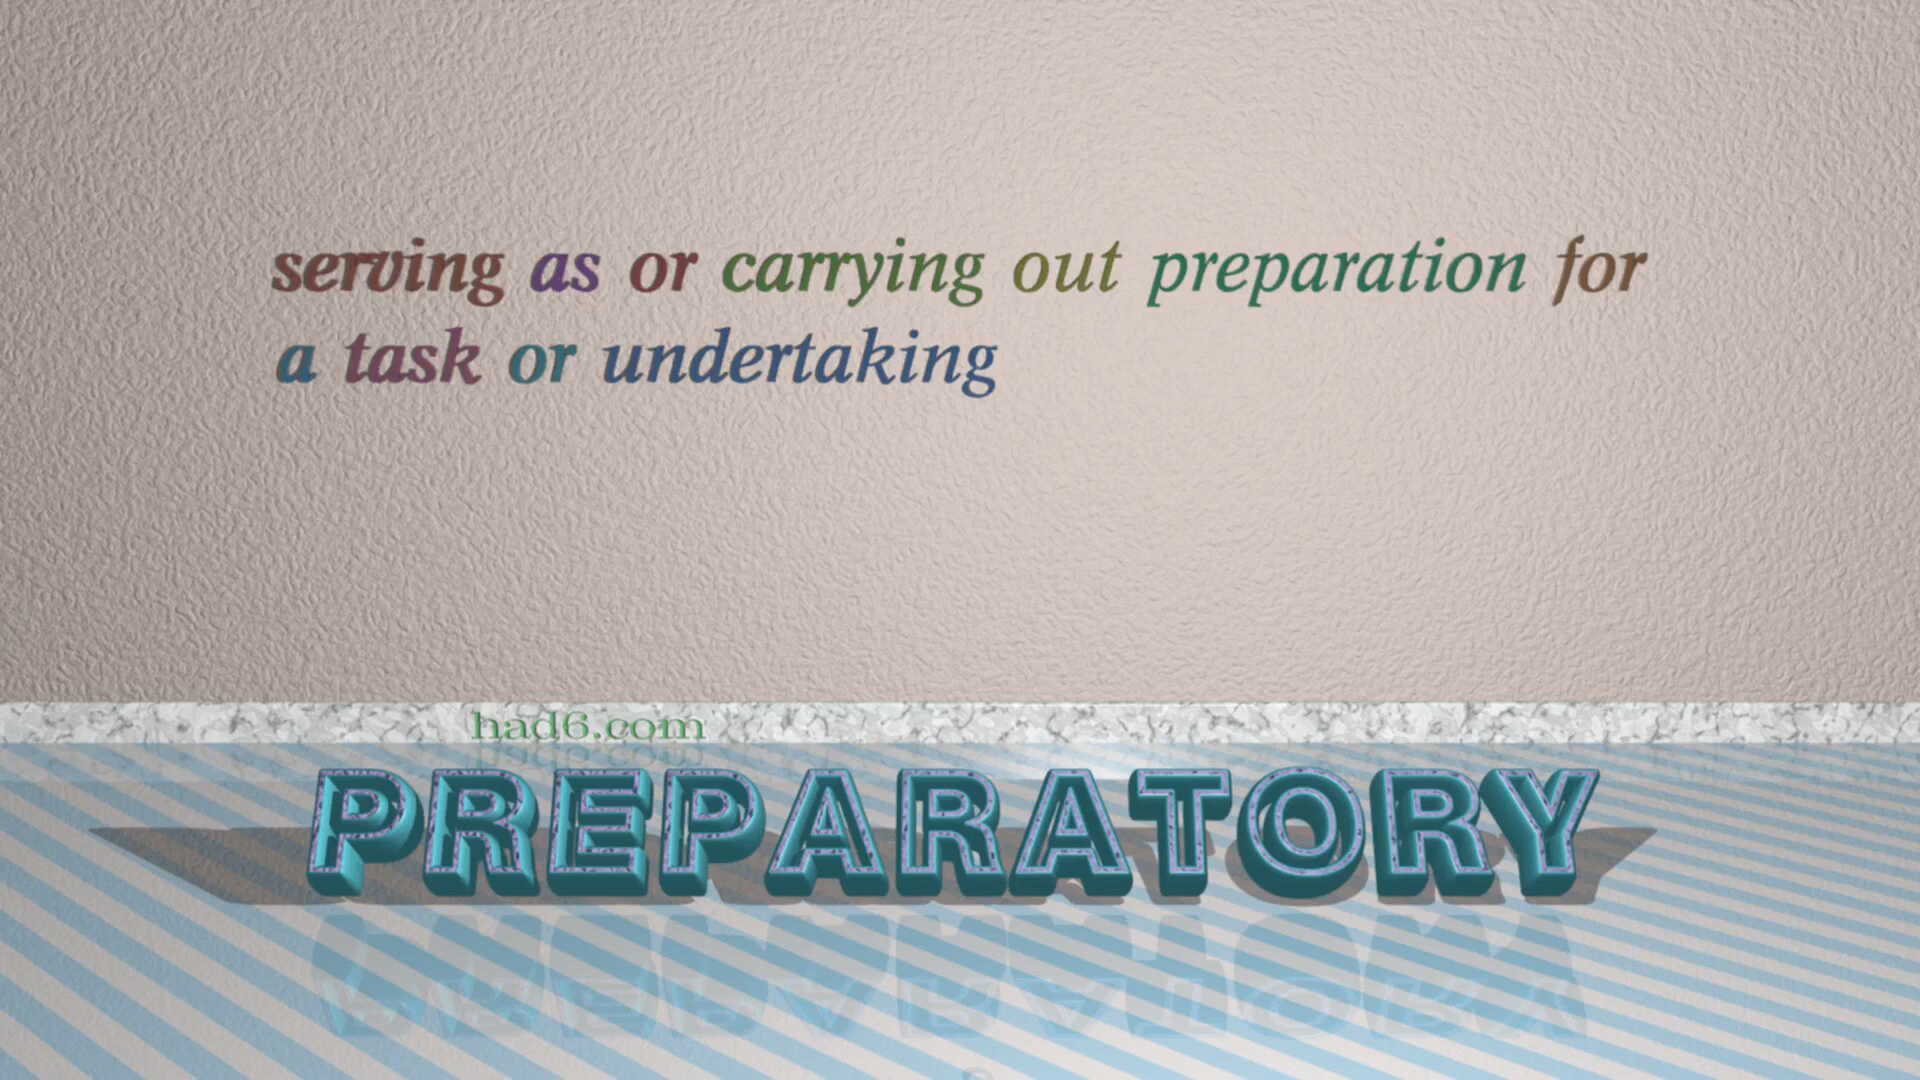 serving as or carrying out preparation for
a task or undertaking
had6.com
PREPARATORY